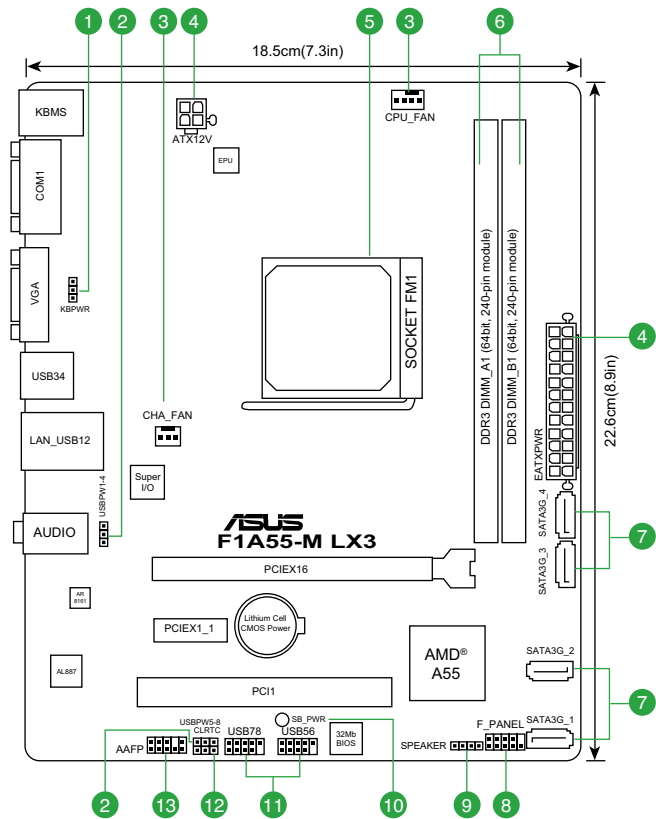 1
2
3
4
5
3
6
18.5cm(7.3in)
KBMS
ATX12V
CPU_FAN
EPU
COM1
VGA
KBPWR
SOCKET FM1
DDR3 DIMM_A1 (64bit, 240-pin module)
DDR3 DIMM_B1 (64bit, 240-pin module)
4
22.6cm(8.9in)
EATXPWR
USB34
CHA_FAN
LAN_USB12
Super
I/O
USBPW1-4
AUDIO
SATA3G_4
SATA3G_3
7
ASUS
F1A55-M LX3
PCIEX16
AR
8161
PCIEX1_1
Lithium Cell
CMOS Power
AMD®
A55
SATA3G_2
AL887
PCI1
7
USBPW5-8
CLRTC
SB_PWR
AAFP
USB78
USB56
32Mb
BIOS
SPEAKER
F_PANEL
SATA3G_1
2
13
12
11
10
9
8